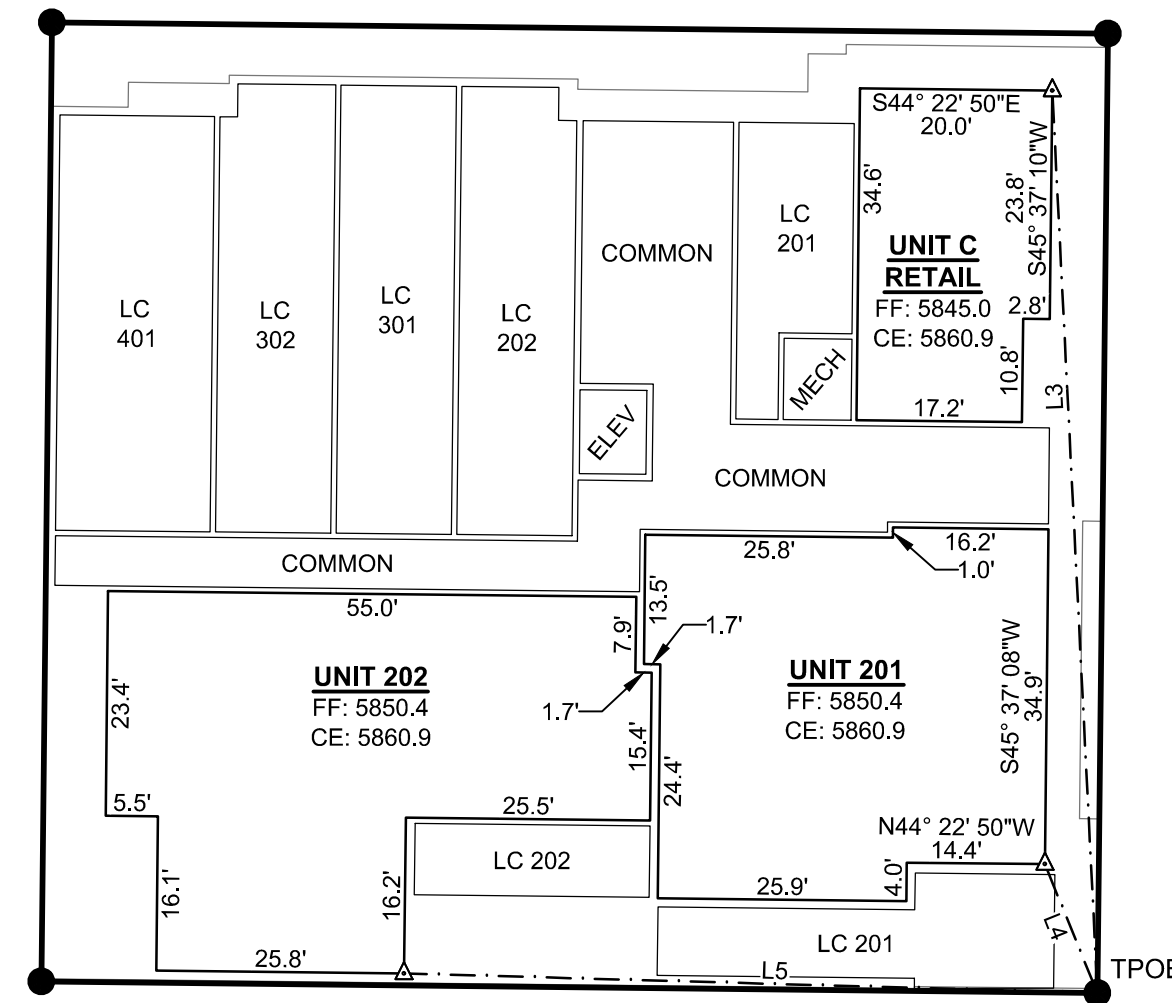 S44° 22' 50"E
20.0'
34.6'
23.8'
S45° 37' 10"W
LC
201
COMMON
UNIT C
RETAIL
FF: 5845.0
CE: 5860.9
2.8'
10.8'
17.2'
L3
MECH
LC
401
LC
302
LC
301
LC
202
ELEV
COMMON
COMMON
25.8'
16.2'
1.0'
13.5'
1.7'
55.0'
7.9'
UNIT 202
FF: 5850.4
CE: 5860.9
1.7'
23.4'
15.4'
5.5'
25.5'
16.1'
16.2'
25.8'
LC 202
UNIT 201
FF: 5850.4
CE: 5860.9
S45° 37' 08"W
34.9'
24.4'
N44° 22' 50"W
14.4'
4.0'
25.9'
LC 201
L4
L5